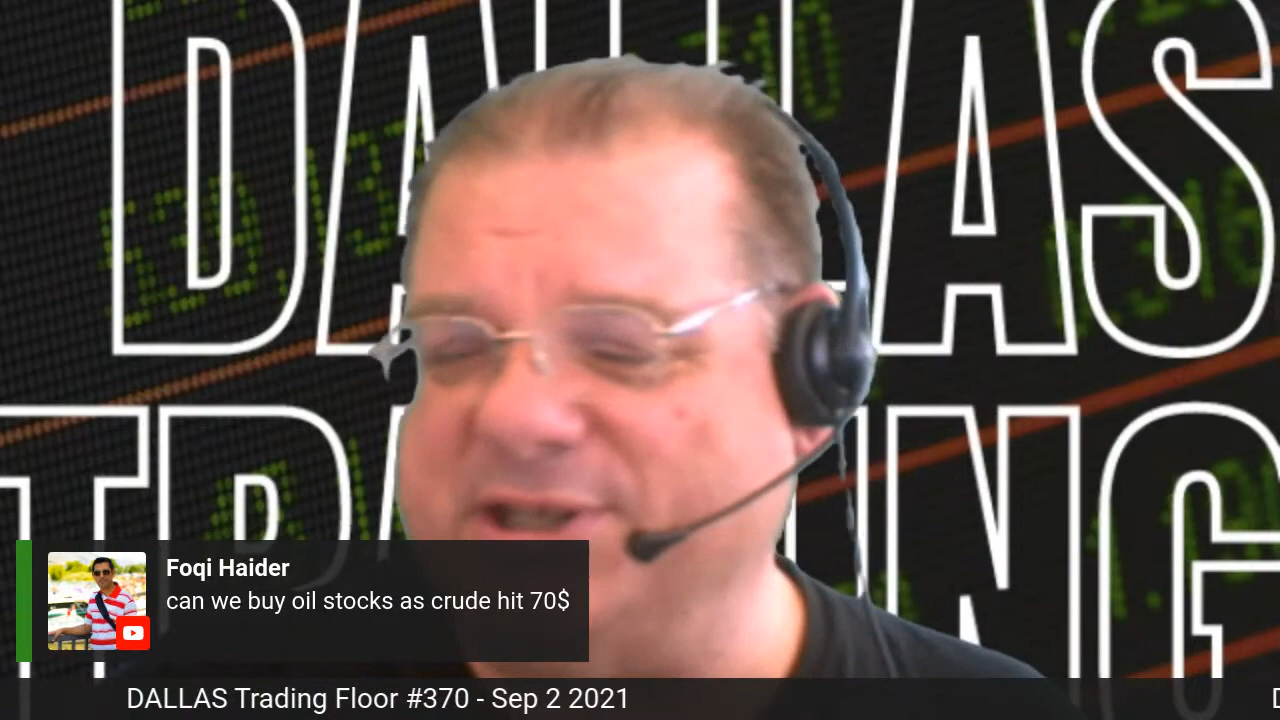 DALLAS
TRADING
Foqi Haider
can we buy oil stocks as crude hit 70$
DALLAS Trading Floor #370 - Sep 2 2021